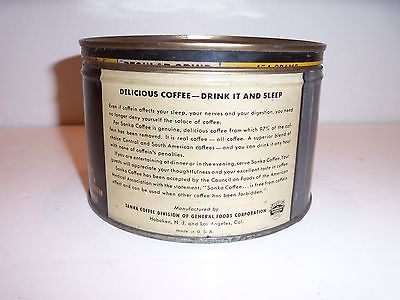 REGULAR GRIND 454 GRAMS
DELICIOUS COFFEE—DRINK IT AND SLEEP
Even if caffein affects your sleep, your nerves and your digestion, you need
no longer deny yourself the solace of coffee.
For Sanka Coffee is genuine, delicious coffee from which 97% of the caf-
fein has been removed. It is real coffee — all coffee. A superior blend of
choice Central and South American coffees — and you can drink it any time
with none of caffein's penalties.
If you are entertaining at dinner or in the evening, serve Sanka Coffee. Your
guests will appreciate your thoughtfulness and your excellent taste in coffee.
Sanka Coffee has been accepted by the Council on Foods of the American
Medical Association with the statement: "Sanka Coffee... is free from caffein
effect and can be used when other coffee has been forbidden."
Manufactured by
SANKA COFFEE DIVISION OF GENERAL FOODS CORPORATION
Hoboken, N. J. and Los Angeles, Cal.
made in U. S. A.